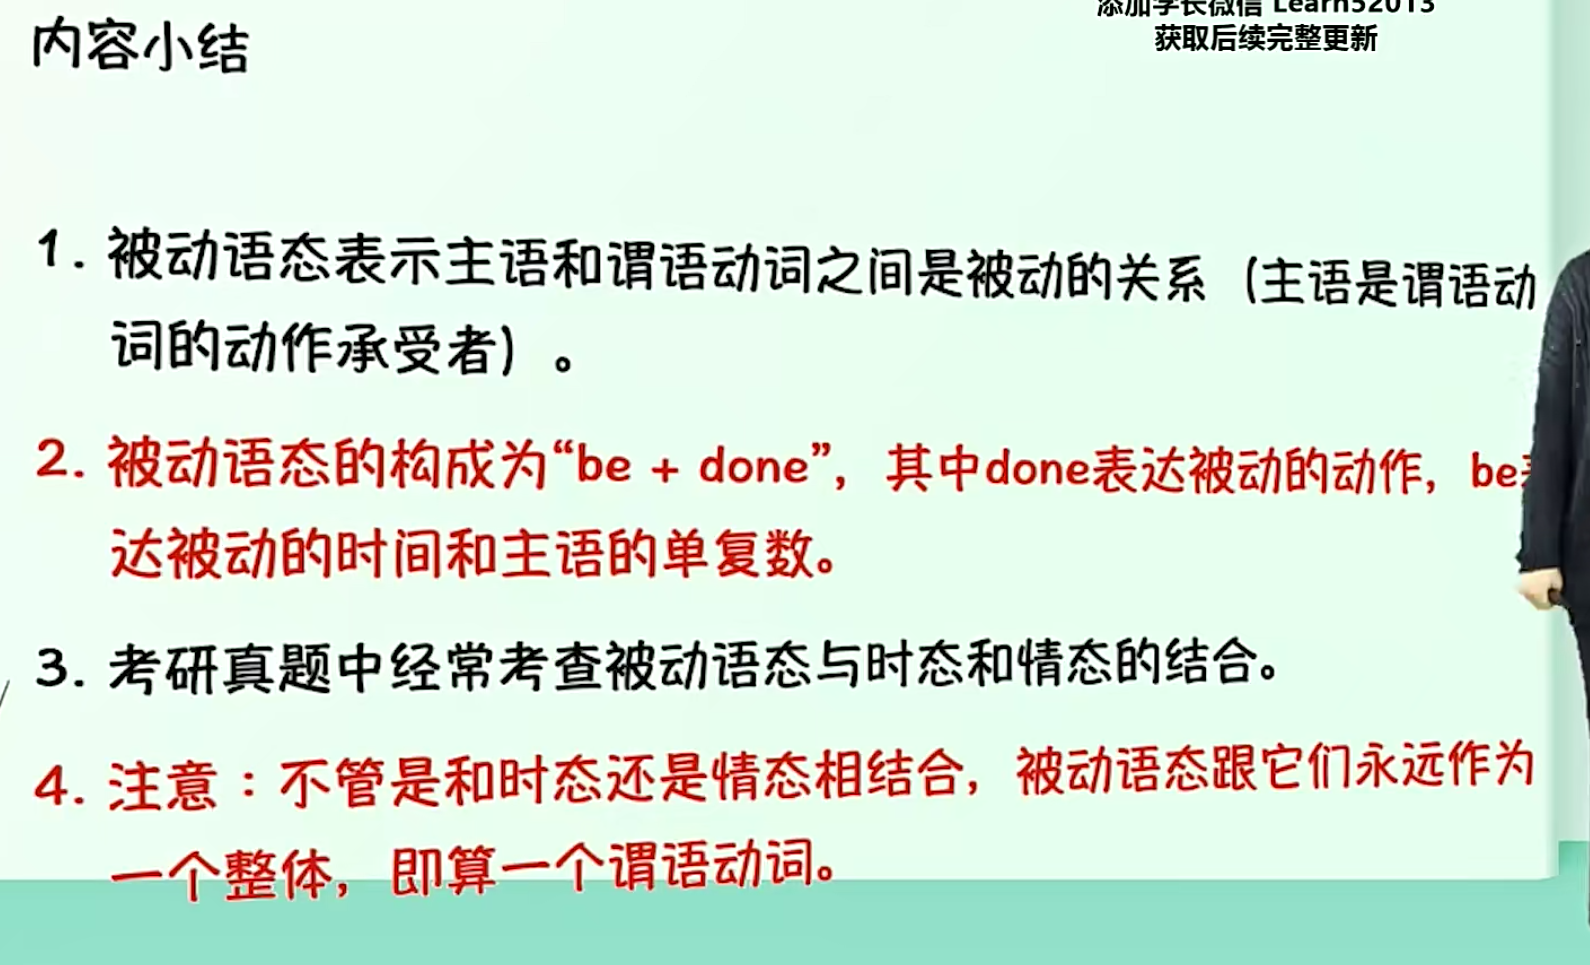 添加学长微信 Learn52013
获取后续完整更新
内容小结
1. 被动语态表示主语和谓语动词之间是被动的关系（主语是谓语动
词的动作承受者）。
2. 被动语态的构成为“be + done”，其中done表达被动的动作，be
达被动的时间和主语的单复数。
3. 考研真题中经常考查被动语态与时态和情态的结合。
4. 注意：不管是和时态还是情态相结合，被动语态跟它们永远作为
一个整体，即算一个谓语动词。